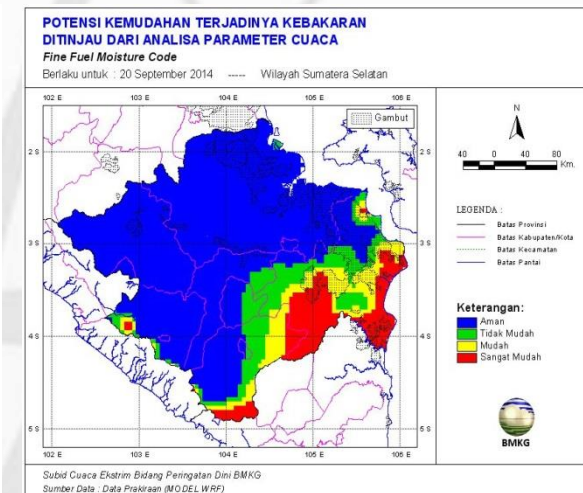 POTENSI KEMUDAHAN TERJADINYA KEBAKARAN
DITINJAU DARI ANALISA PARAMETER CUACA
Fine Fuel Moisture Code
Berlaku untuk : 20 September 2014 ----- Wilayah Sumatera Selatan
102 E 103 E 104 E 105 E 106 E
Gambut
2 S 2 S
3 S 3 S
4 S 4 S
5 S 5 S
102 E 103 E 104 E 105 E 106 E
N
40 0 40 80
Km.
LEGENDA :
Batas Provinsi
Batas Kabupaten/Kota
Batas Kecamatan
Batas Pantai
Keterangan:
Aman
Tidak Mudah
Mudah
Sangat Mudah
BMKG
Subid Cuaca Ekstrim Bidang Peringatan Dini BMKG
Sumber Data : Data Prakiraan (MODEL WRF)